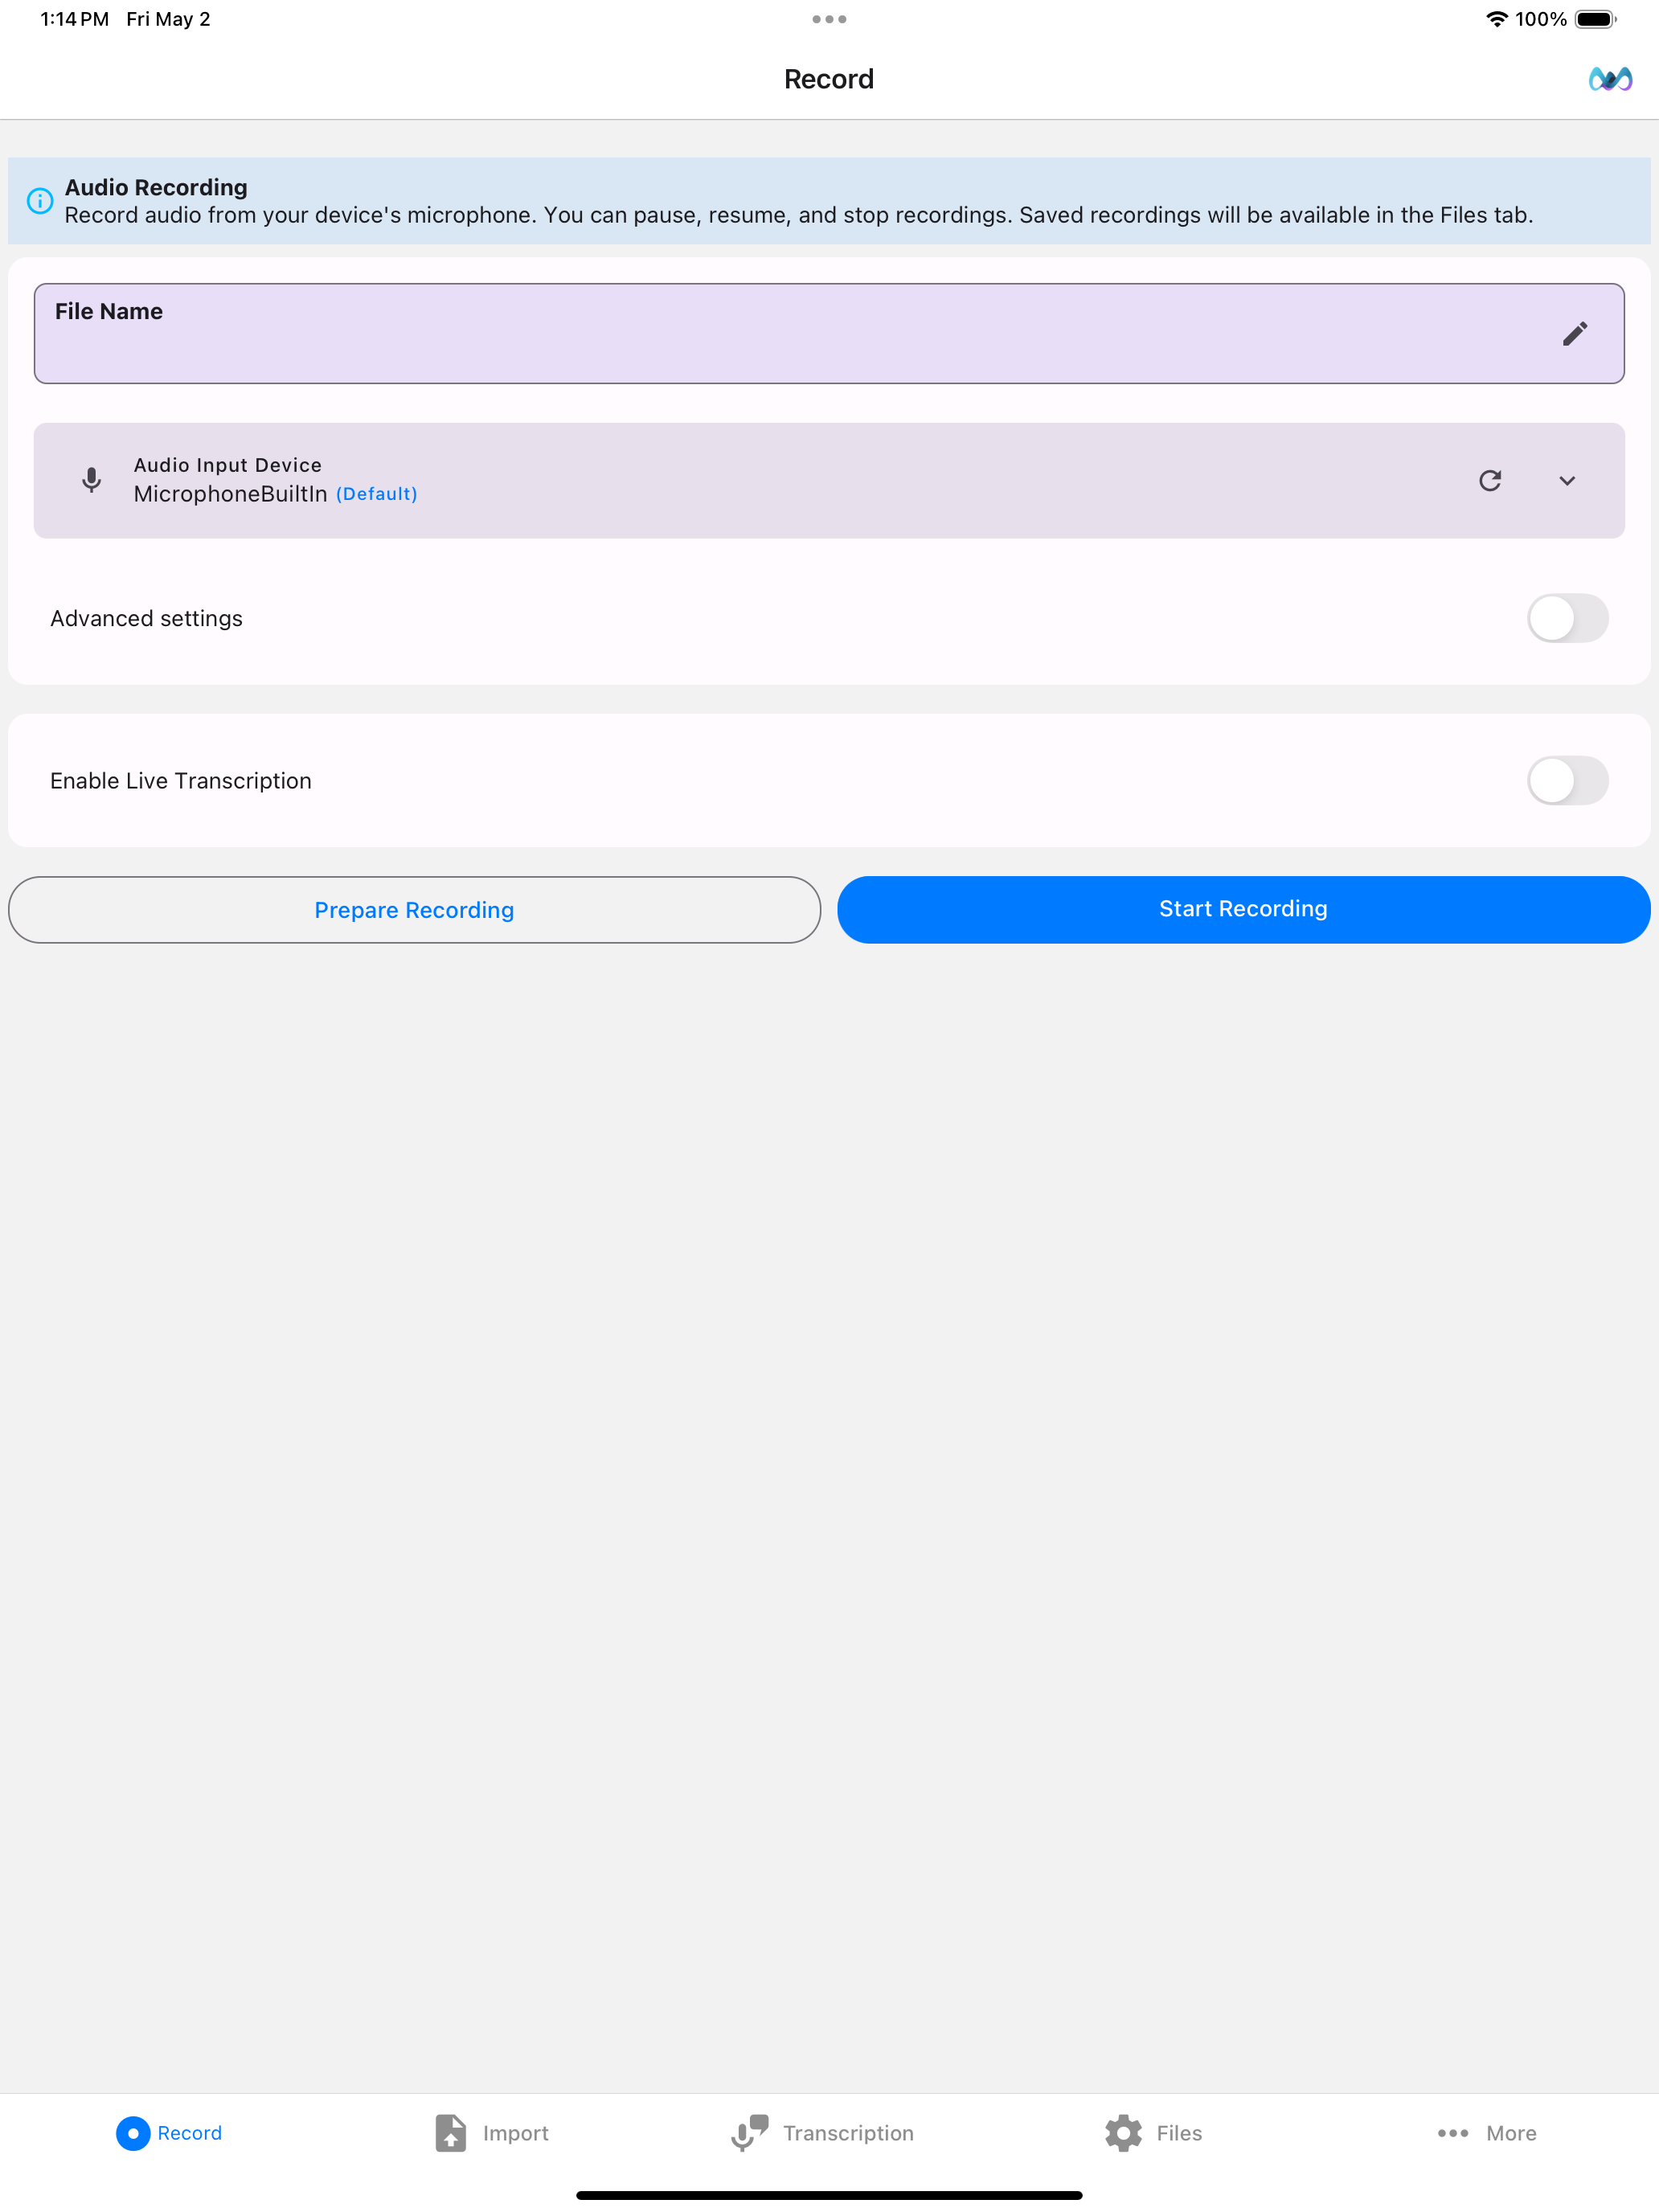 1:14 PM Fri May 2
100%
Record
Audio Recording
Record audio from your device's microphone. You can pause, resume, and stop recordings. Saved recordings will be available in the Files tab.
File Name
Audio Input Device
MicrophoneBuiltIn (Default)
Advanced settings
Enable Live Transcription
Prepare Recording
Start Recording
Record
Import
Transcription
Files
More